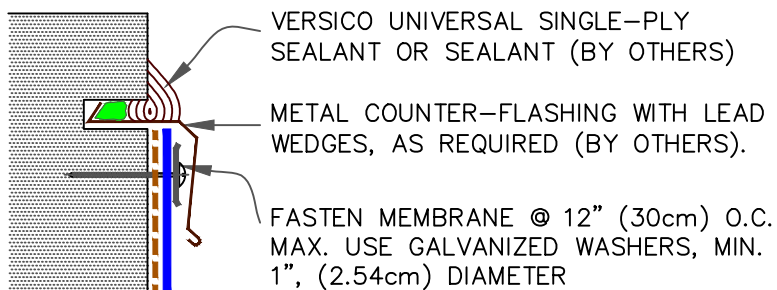 VERSICO UNIVERSAL SINGLE-PLY
SEALANT OR SEALANT (BY OTHERS)
METAL COUNTER-FLASHING WITH LEAD
WEDGES, AS REQUIRED (BY OTHERS).
FASTEN MEMBRANE @ 12" (30cm) O.C.
MAX. USE GALVANIZED WASHERS, MIN.
1", (2.54cm) DIAMETER